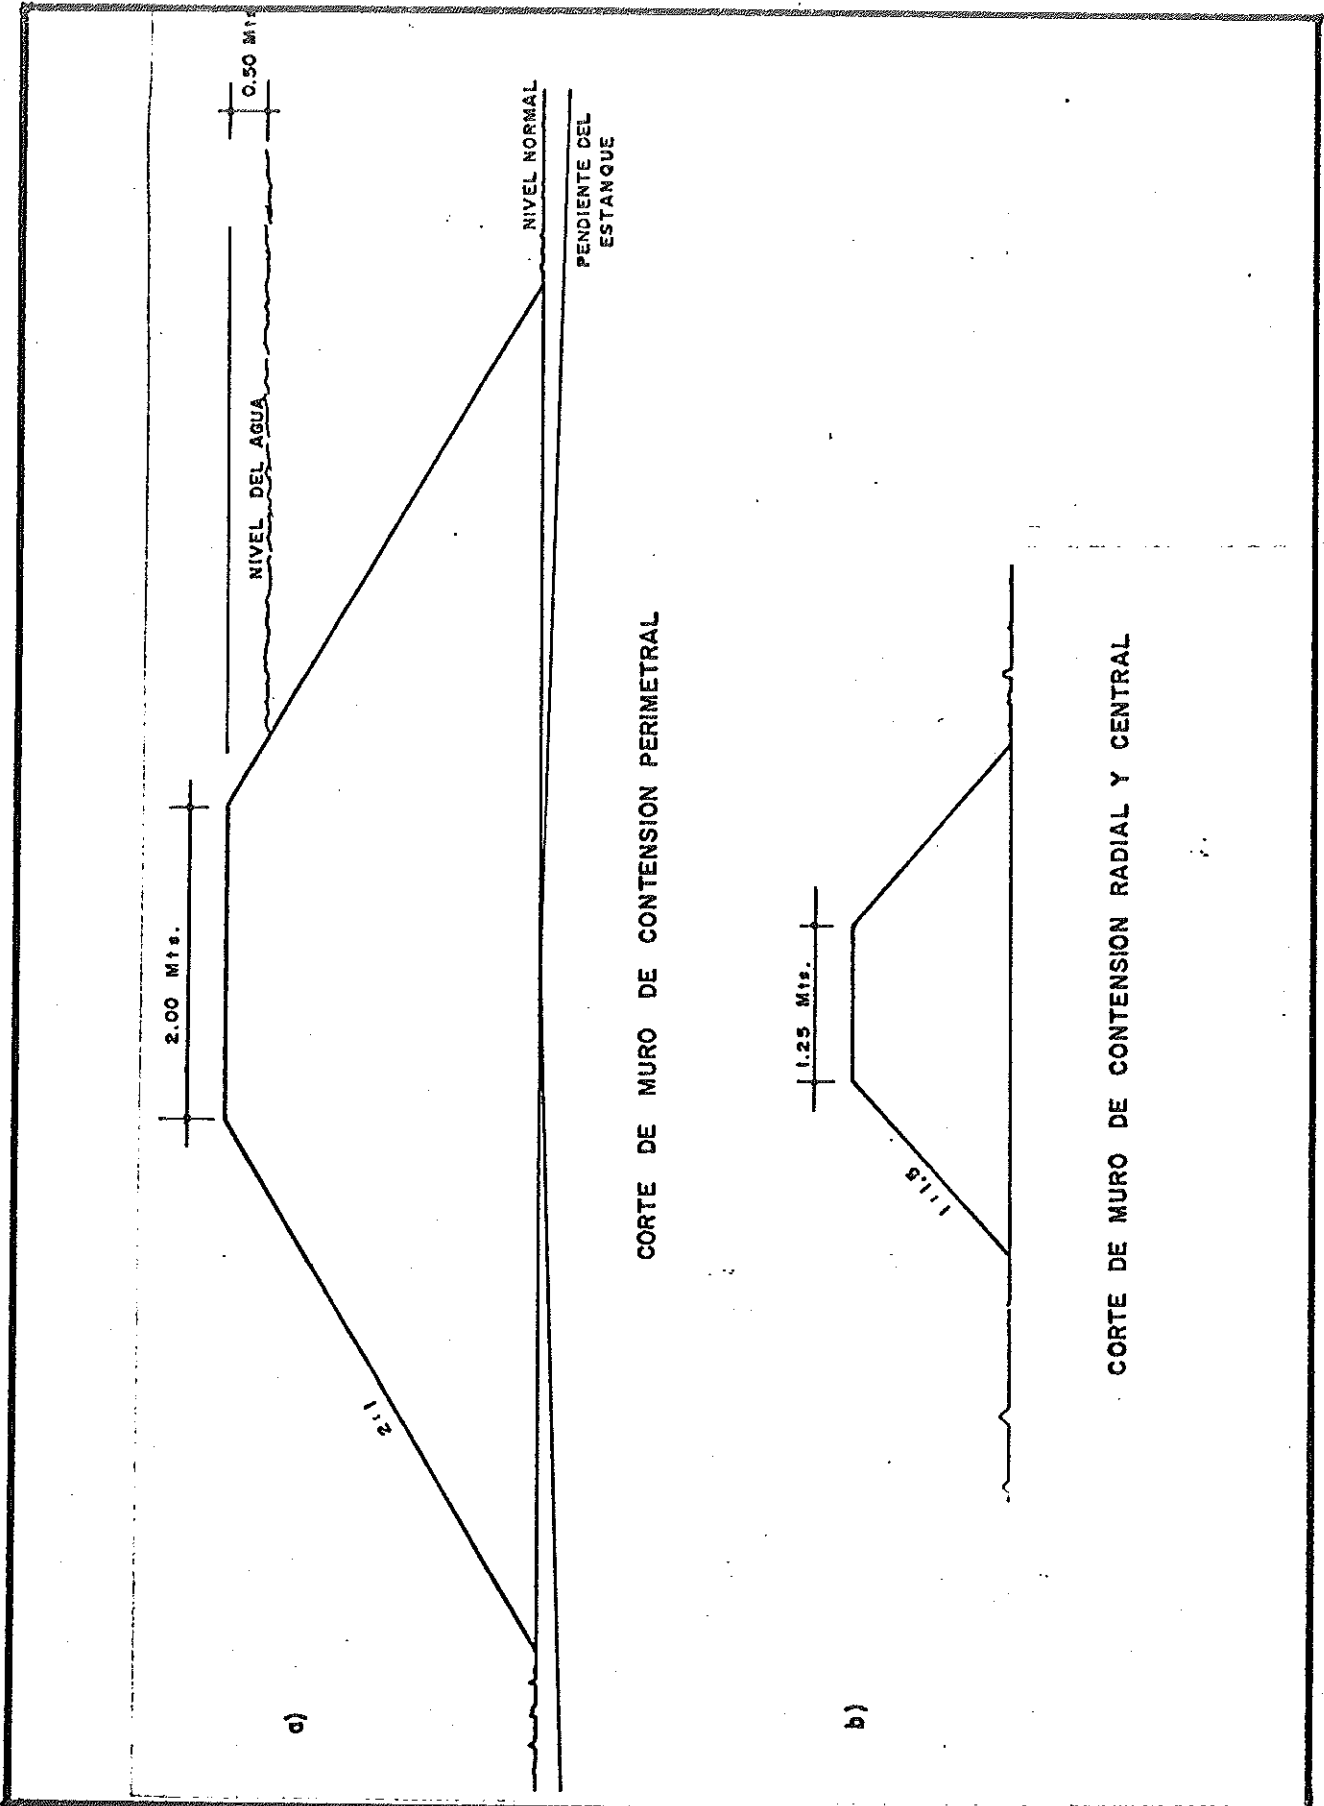 a)
2.00 Mts.
0.50 M
NIVEL DEL AGUA
2:1
NIVEL NORMAL
PENDIENTE DEL
ESTANQUE
CORTE DE MURO DE CONTENSION PERIMETRAL
b)
1.25 Mts.
1:1.5
CORTE DE MURO DE CONTENSION RADIAL Y CENTRAL